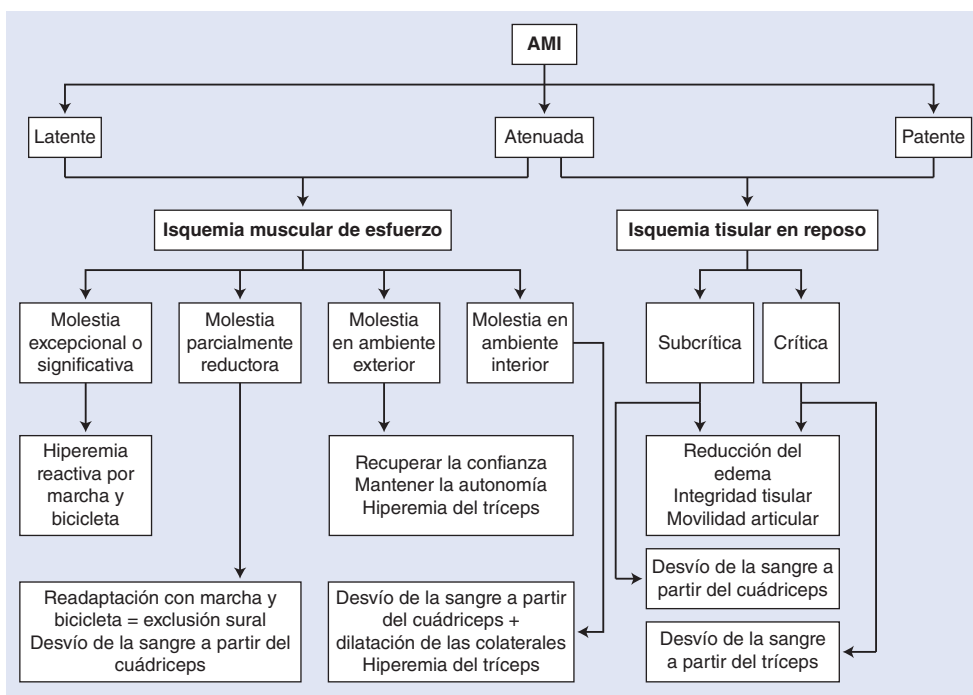 AMI
Latente
Atenuada
Patente
Isquemia muscular de esfuerzo
Isquemia tisular en reposo
Molestia
excepcional o
significativa
Molestia
parcialmente
reductora
Molestia
en ambiente
exterior
Molestia en
ambiente
interior
Subcrítica
Crítica
Hiperemia
reactiva por
marcha y
bicicleta
Recuperar la confianza
Mantener la autonomía
Hiperemia del tríceps
Reducción del
edema
Integridad tisular
Movilidad articular
Readaptación con marcha y
bicicleta = exclusión sural
Desvío de la sangre a partir del
cuádriceps
Desvío de la sangre a partir
del cuádriceps +
dilatación de las colaterales
Hiperemia del tríceps
Desvío de la sangre a
partir del cuádriceps
Desvío de la sangre
a partir del tríceps